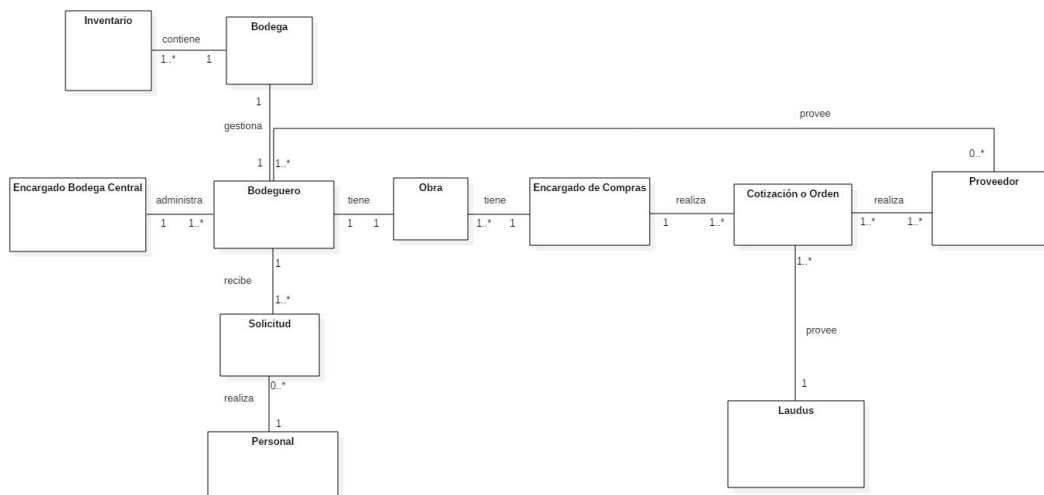 Inventario
Bodega
contiene
1..*
1
1
gestiona
provee
1
1..*
0..*
Encargado Bodega Central
Bodeguero
Obra
Encargado de Compras
Cotización o Orden
Proveedor
administra
tiene
tiene
realiza
realiza
1
1..*
1
1
1..*
1
1
1..*
1..*
1..*
1
1..*
recibe
1..*
Solicitud
provee
0..*
1
realiza
1
Laudus
Personal